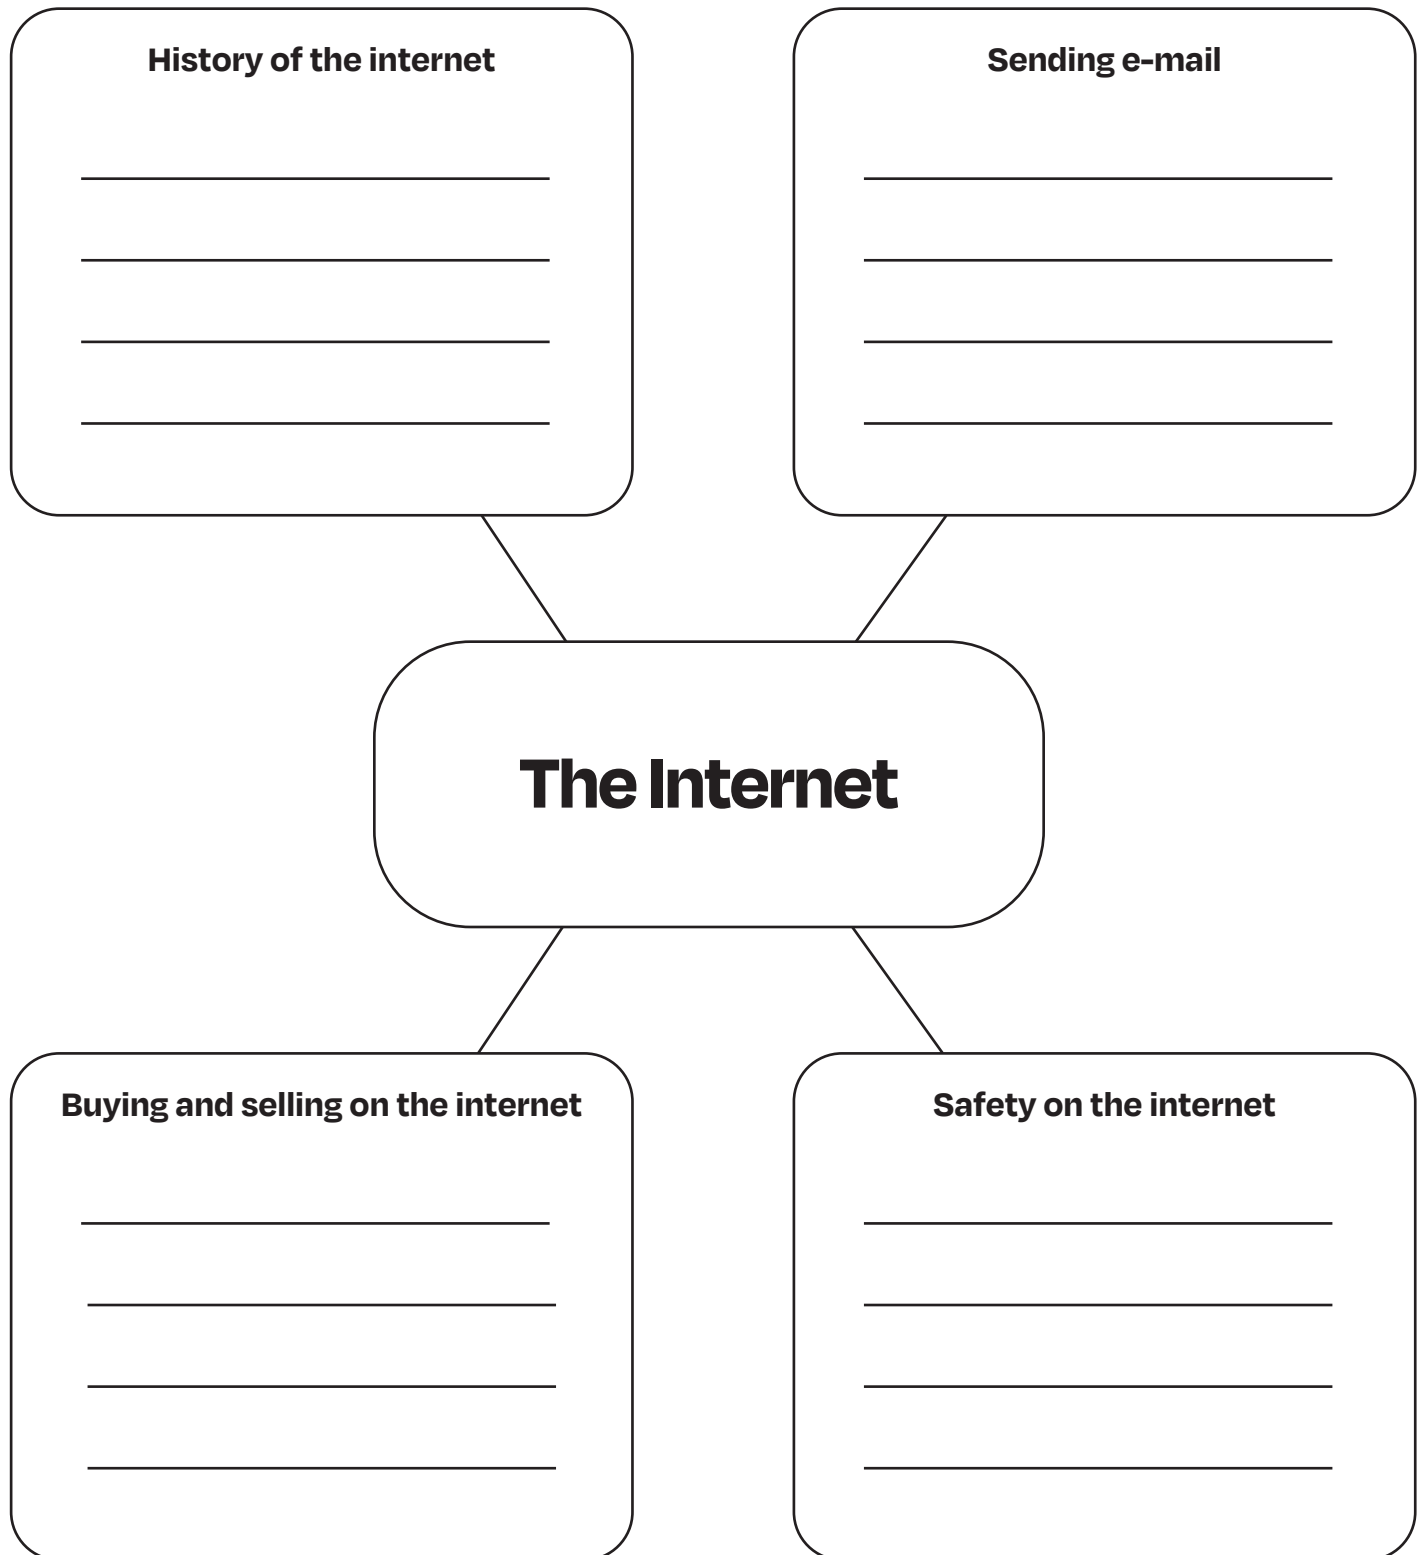 History of the internet
Sending e-mail
The Internet
Buying and selling on the internet
Safety on the internet